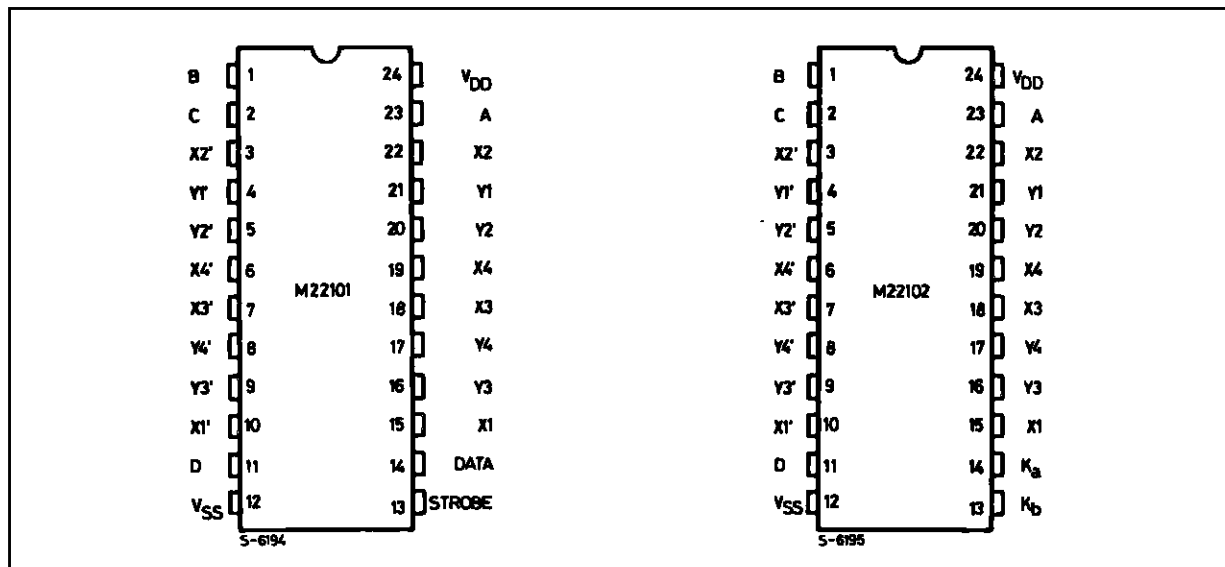 B 1 24 VDD
C 2 23 A
X2' 3 22 X2
Y1' 4 21 Y1
Y2' 5 20 Y2
X4' 6 19 X4
M22101
X3' 7 18 X3
Y4' 8 17 Y4
Y3' 9 16 Y3
X1' 10 15 X1
D 11 14 DATA
VSS 12 13 STROBE
S-6194
B 1 24 VDD
C 2 23 A
X2' 3 22 X2
Y1' 4 21 Y1
Y2' 5 20 Y2
X4' 6 19 X4
M22102
X3' 7 18 X3
Y4' 8 17 Y4
Y3' 9 16 Y3
X1' 10 15 X1
D 11 14 Ka
VSS 12 13 Kb
S-6195